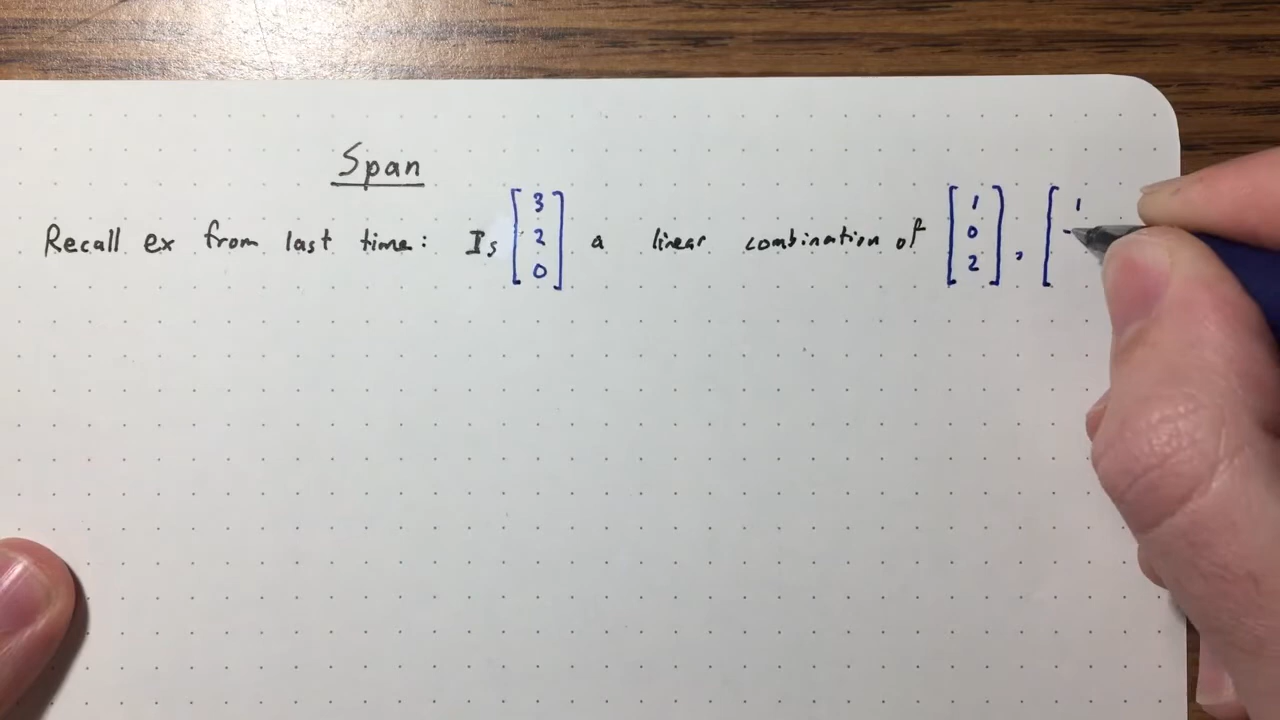 Span
Recall ex from last time: Is [3 2 0] a linear combination of [1 0 2], [1 -